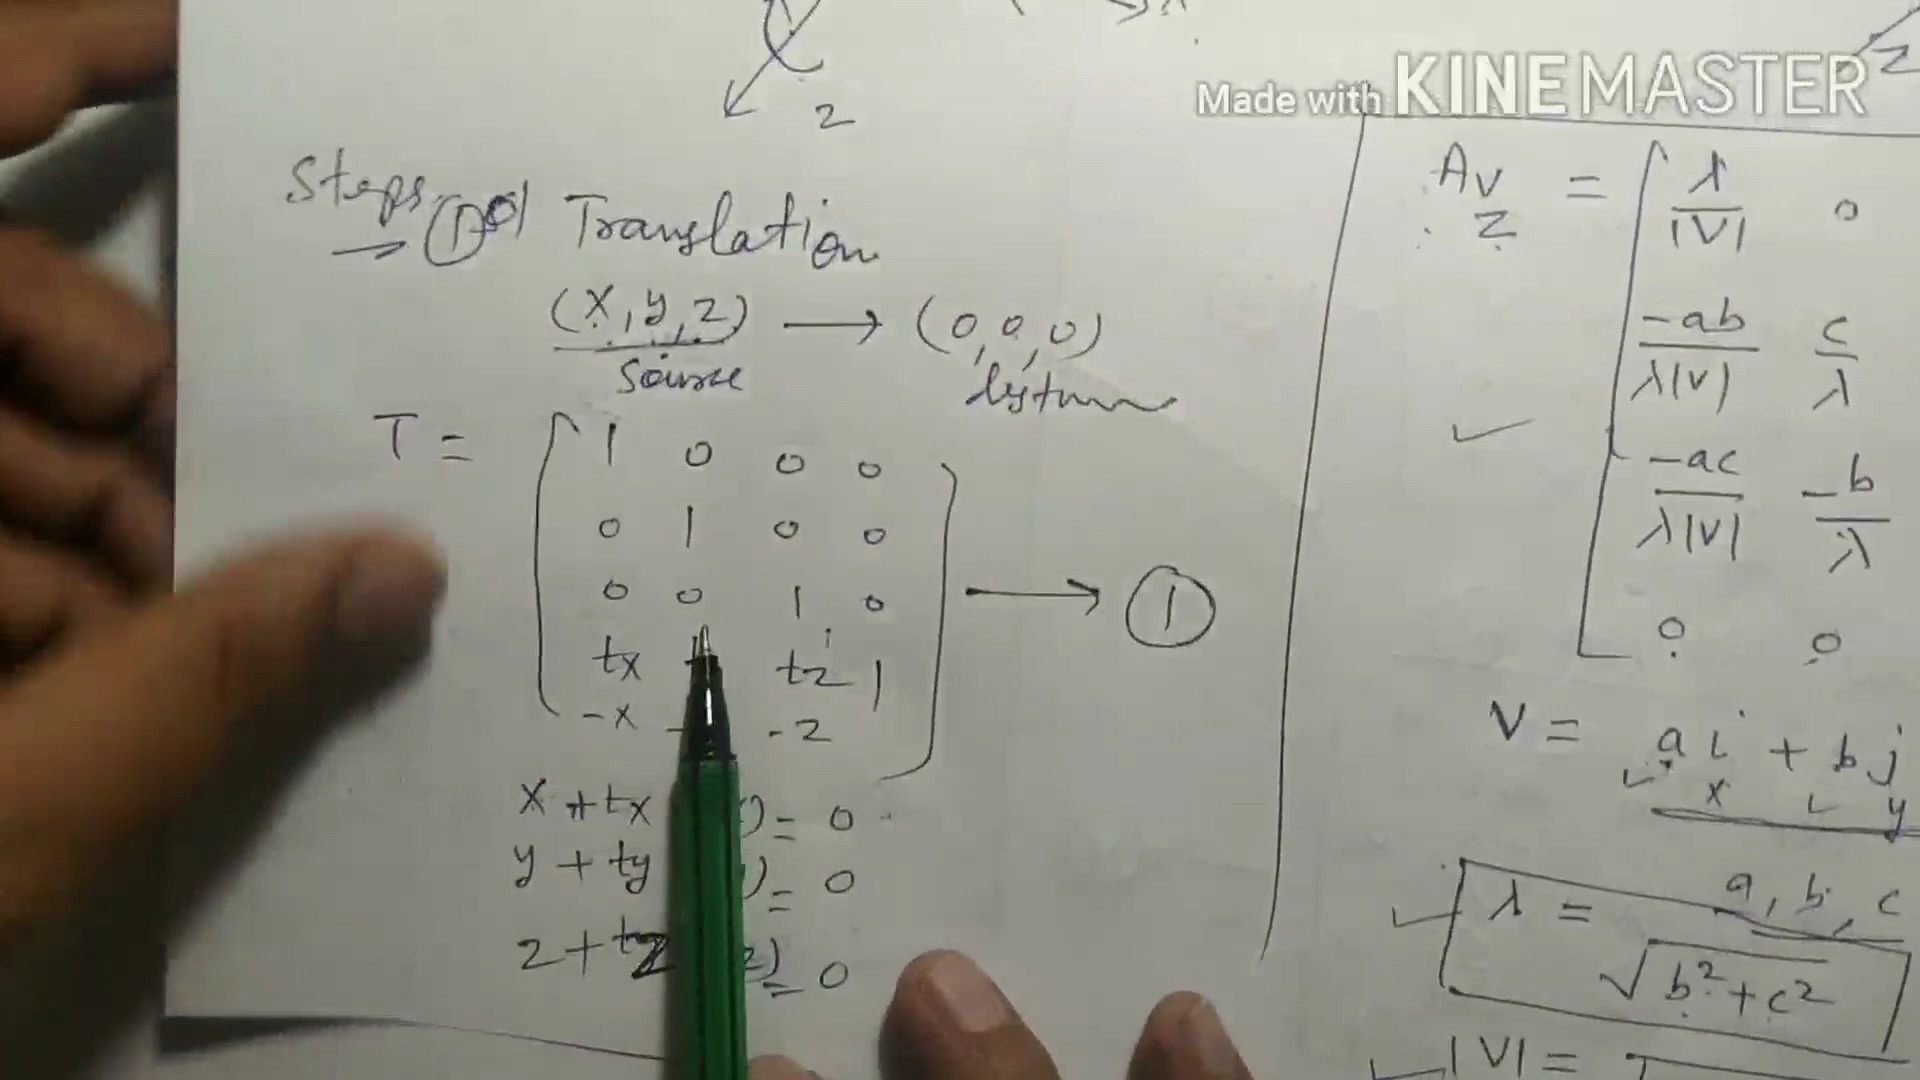 2
Made with KINEMASTER
Z
Steps → ① Translation
(x, y, z) → (0, 0, 0)
Source
T = [ 1 0 0 0
0 1 0 0
0 0 1 0 → ①
tx tz 1
-x - -z
x + tx ) = 0
y + ty ) = 0
z + tz z) = 0
Av = [ λ/|V| 0
z
-ab/λ|V| c/λ
✓
-ac/λ|V| -b/λ
0 0
V = ai + bj
✓ x y
a, b, c
✓ λ = √b²+c²
✓ |V| =